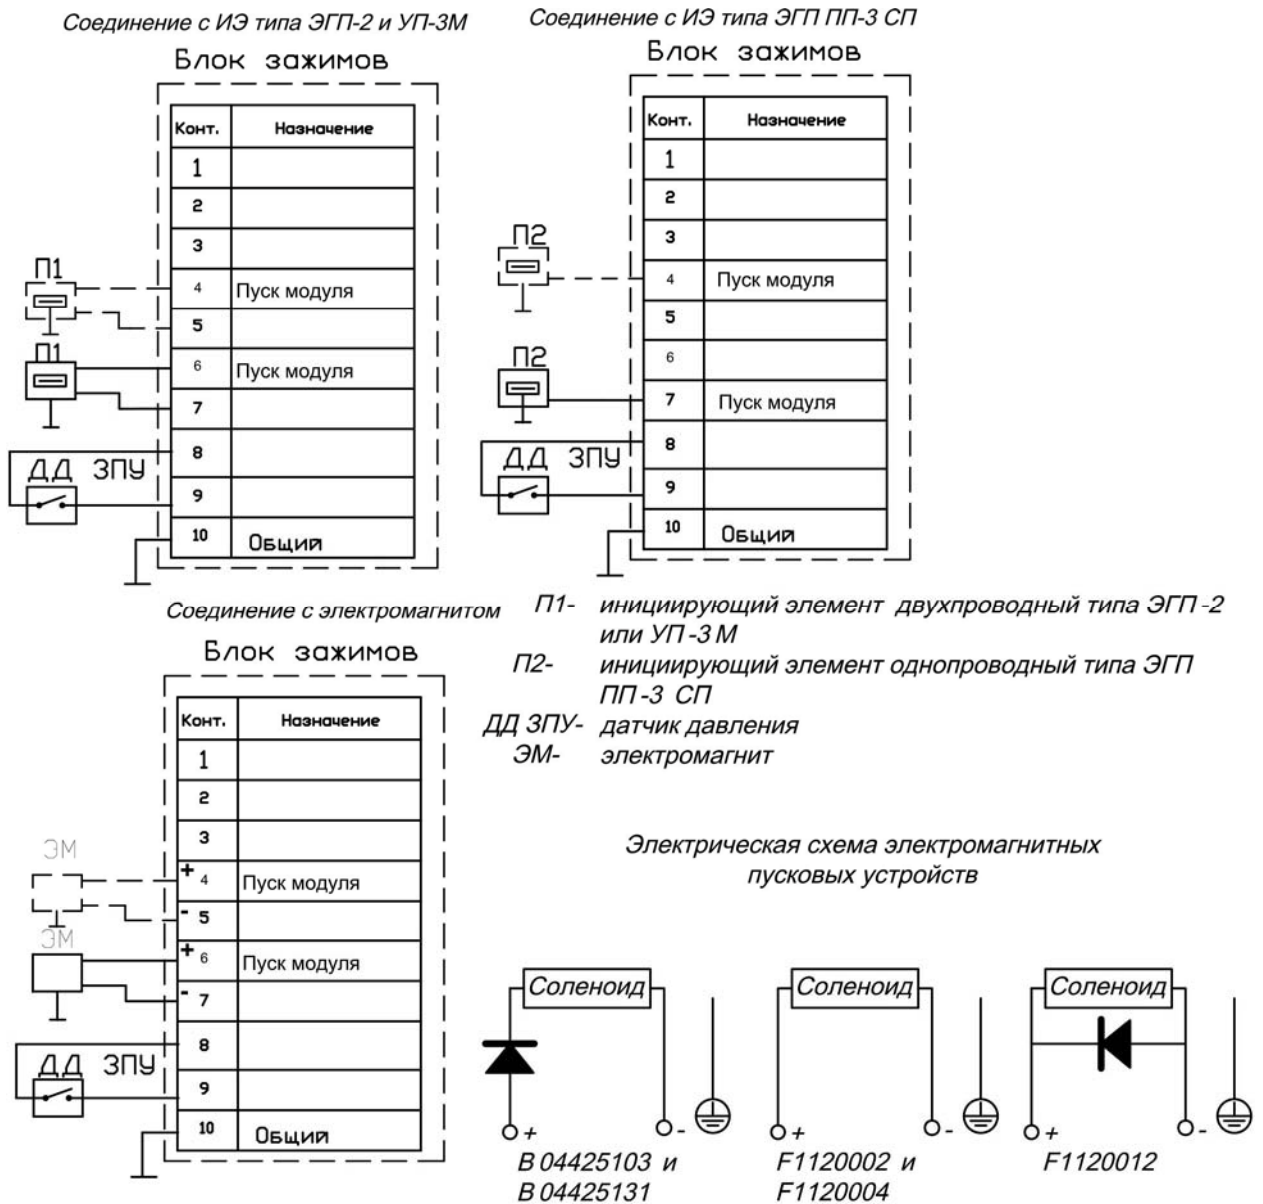 Соединение с ИЭ типа ЭГП-2 и УП-3М
Блок зажимов
Конт. Назначение
1
2
3
П1
4 Пуск модуля
5
П1
6 Пуск модуля
7
8
ДД ЗПУ
9
10 Общий
Соединение с ИЭ типа ЭГП ПП-3 СП
Блок зажимов
Конт. Назначение
1
2
3
П2
4 Пуск модуля
5
6
П2
7 Пуск модуля
8
ДД ЗПУ
9
10 Общий
П1- инициирующий элемент двухпроводный типа ЭГП -2
или УП -3 М
П2- инициирующий элемент однопроводный типа ЭГП
ПП -3 СП
ДД ЗПУ- датчик давления
ЭМ- электромагнит
Соединение с электромагнитом
Блок зажимов
Конт. Назначение
1
2
3
ЭМ
+ 4 Пуск модуля
- 5
ЭМ
+ 6 Пуск модуля
- 7
8
ДД ЗПУ
9
10 Общий
Электрическая схема электромагнитных
пусковых устройств
Соленоид
+ -
В 04425103 и
В 04425131
Соленоид
+ -
F1120002 и
F1120004
Соленоид
+ -
F1120012